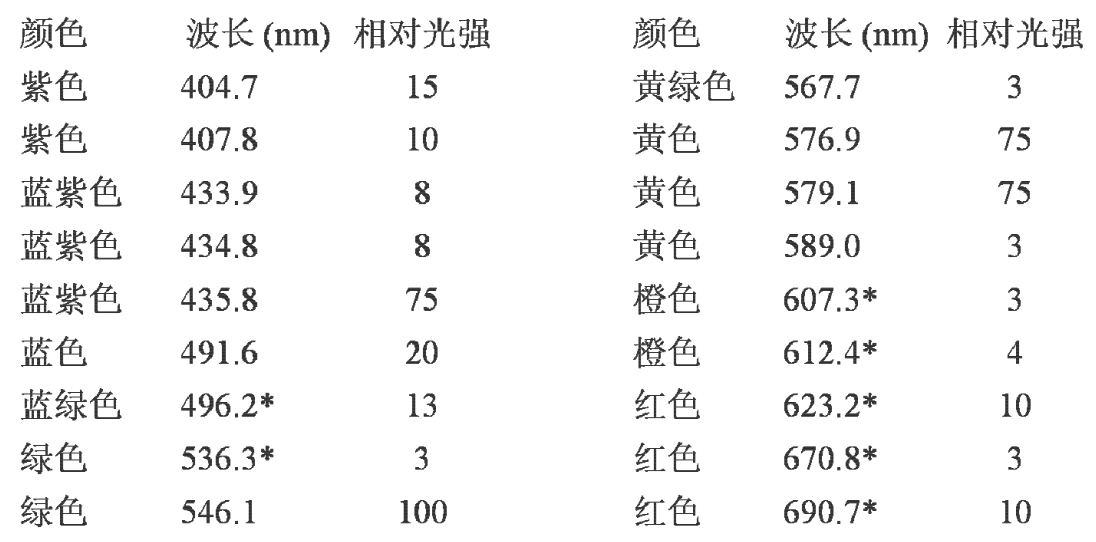 颜色 波长 (nm) 相对光强 颜色 波长 (nm) 相对光强
紫色 404.7 15 黄绿色 567.7 3
紫色 407.8 10 黄色 576.9 75
蓝紫色 433.9 8 黄色 579.1 75
蓝紫色 434.8 8 黄色 589.0 3
蓝紫色 435.8 75 橙色 607.3* 3
蓝色 491.6 20 橙色 612.4* 4
蓝绿色 496.2* 13 红色 623.2* 10
绿色 536.3* 3 红色 670.8* 3
绿色 546.1 100 红色 690.7* 10